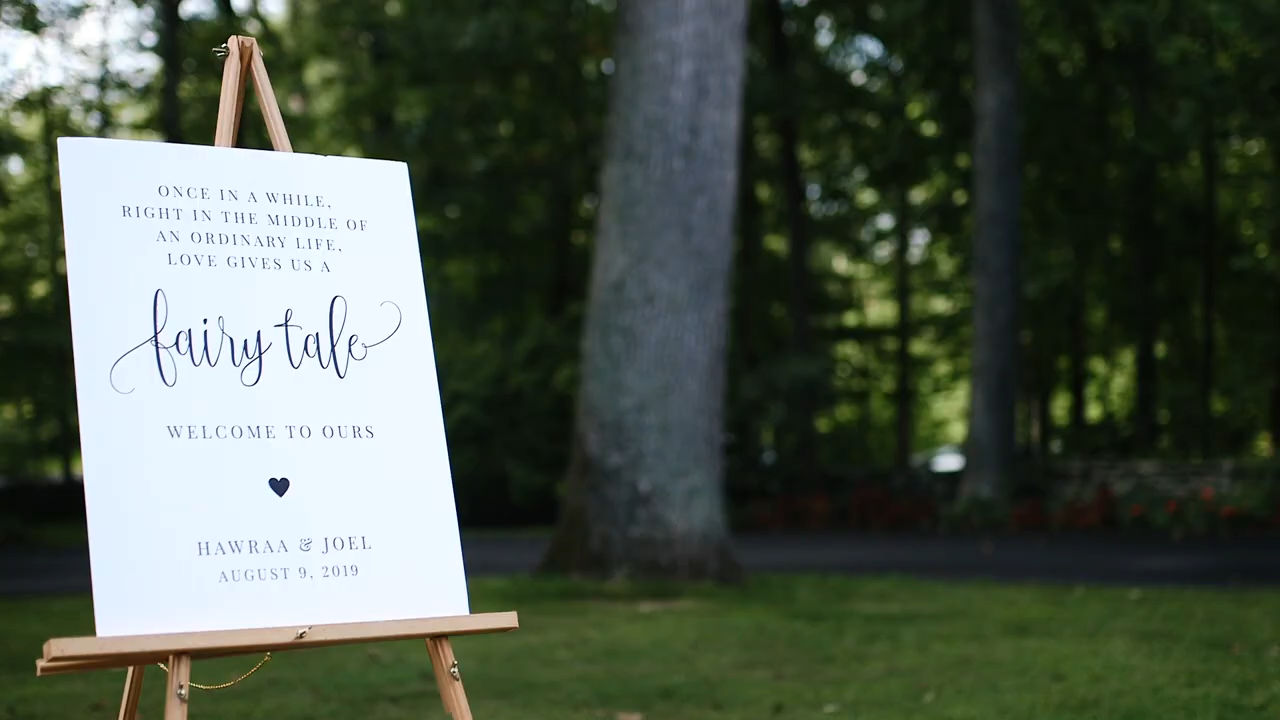 ONCE IN A WHILE,
RIGHT IN THE MIDDLE OF
AN ORDINARY LIFE,
LOVE GIVES US A
fairy tale
WELCOME TO OURS
HAWRAA & JOEL
AUGUST 9, 2019